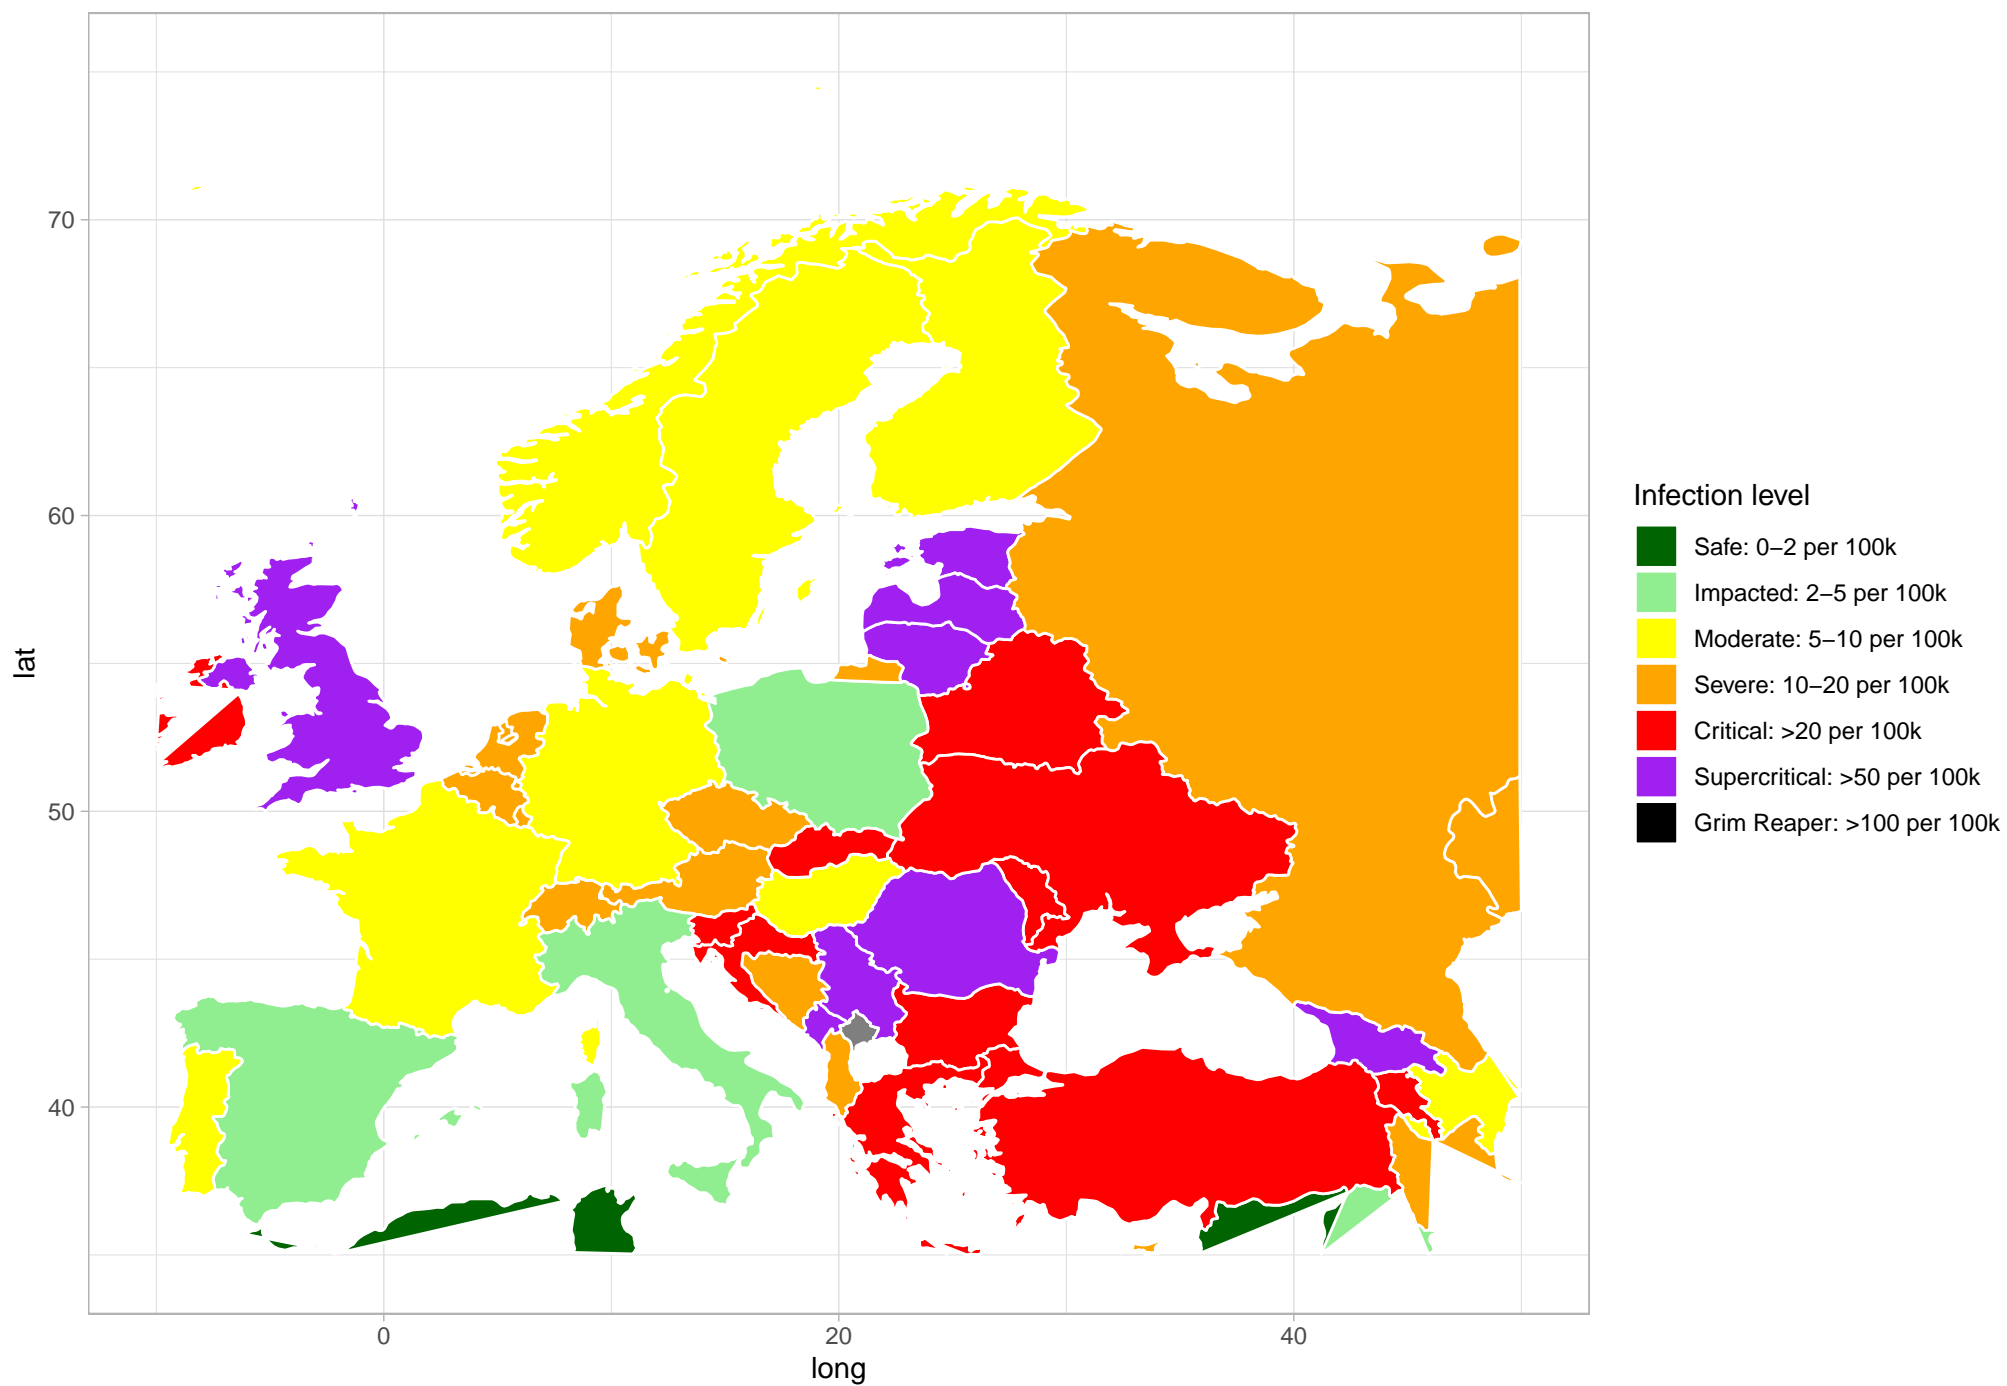 70
60
50
40
lat
0
20
40
long
Infection level
Safe: 0–2 per 100k
Impacted: 2–5 per 100k
Moderate: 5–10 per 100k
Severe: 10–20 per 100k
Critical: >20 per 100k
Supercritical: >50 per 100k
Grim Reaper: >100 per 100k